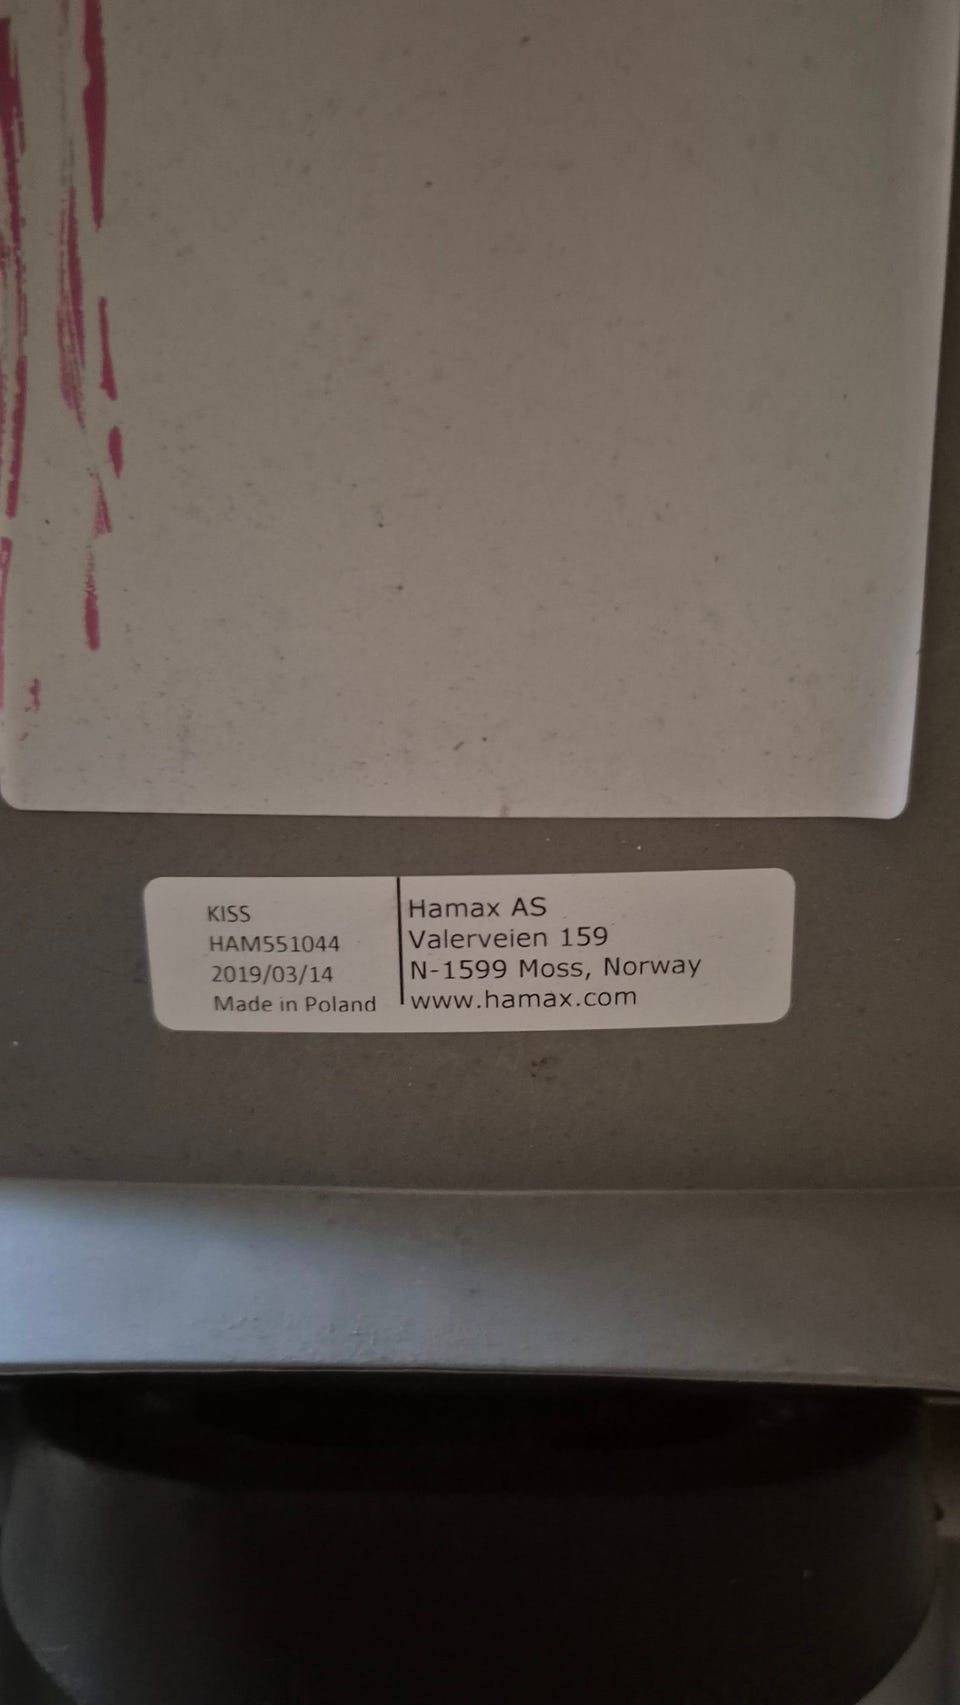 KISS
HAM551044
2019/03/14
Made in Poland
Hamax AS
Valerveien 159
N-1599 Moss, Norway
www.hamax.com